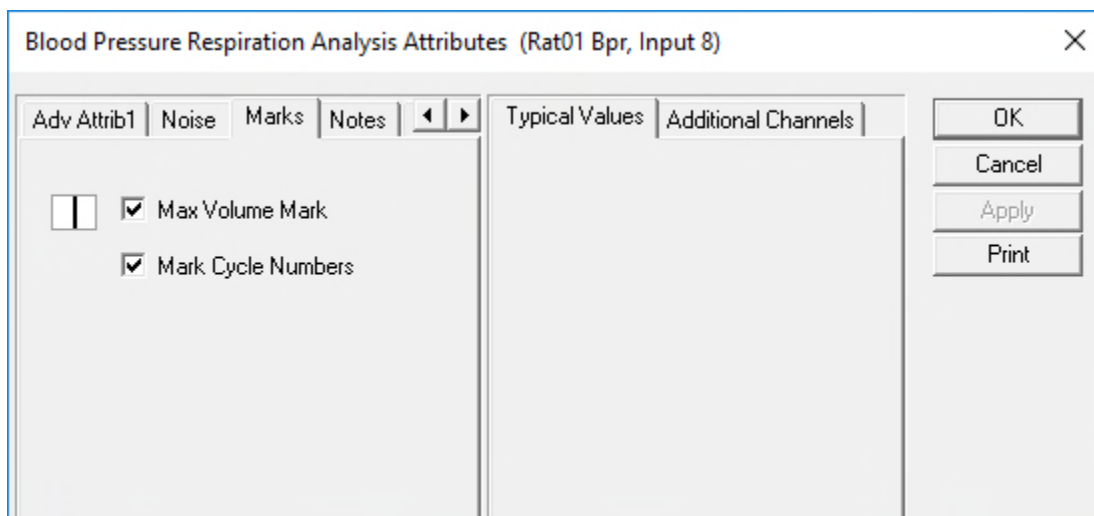 Blood Pressure Respiration Analysis Attributes (Rat01 Bpr, Input 8)
Adv Attrib1 Noise Marks Notes
Max Volume Mark
Mark Cycle Numbers
Typical Values Additional Channels
OK
Cancel
Apply
Print